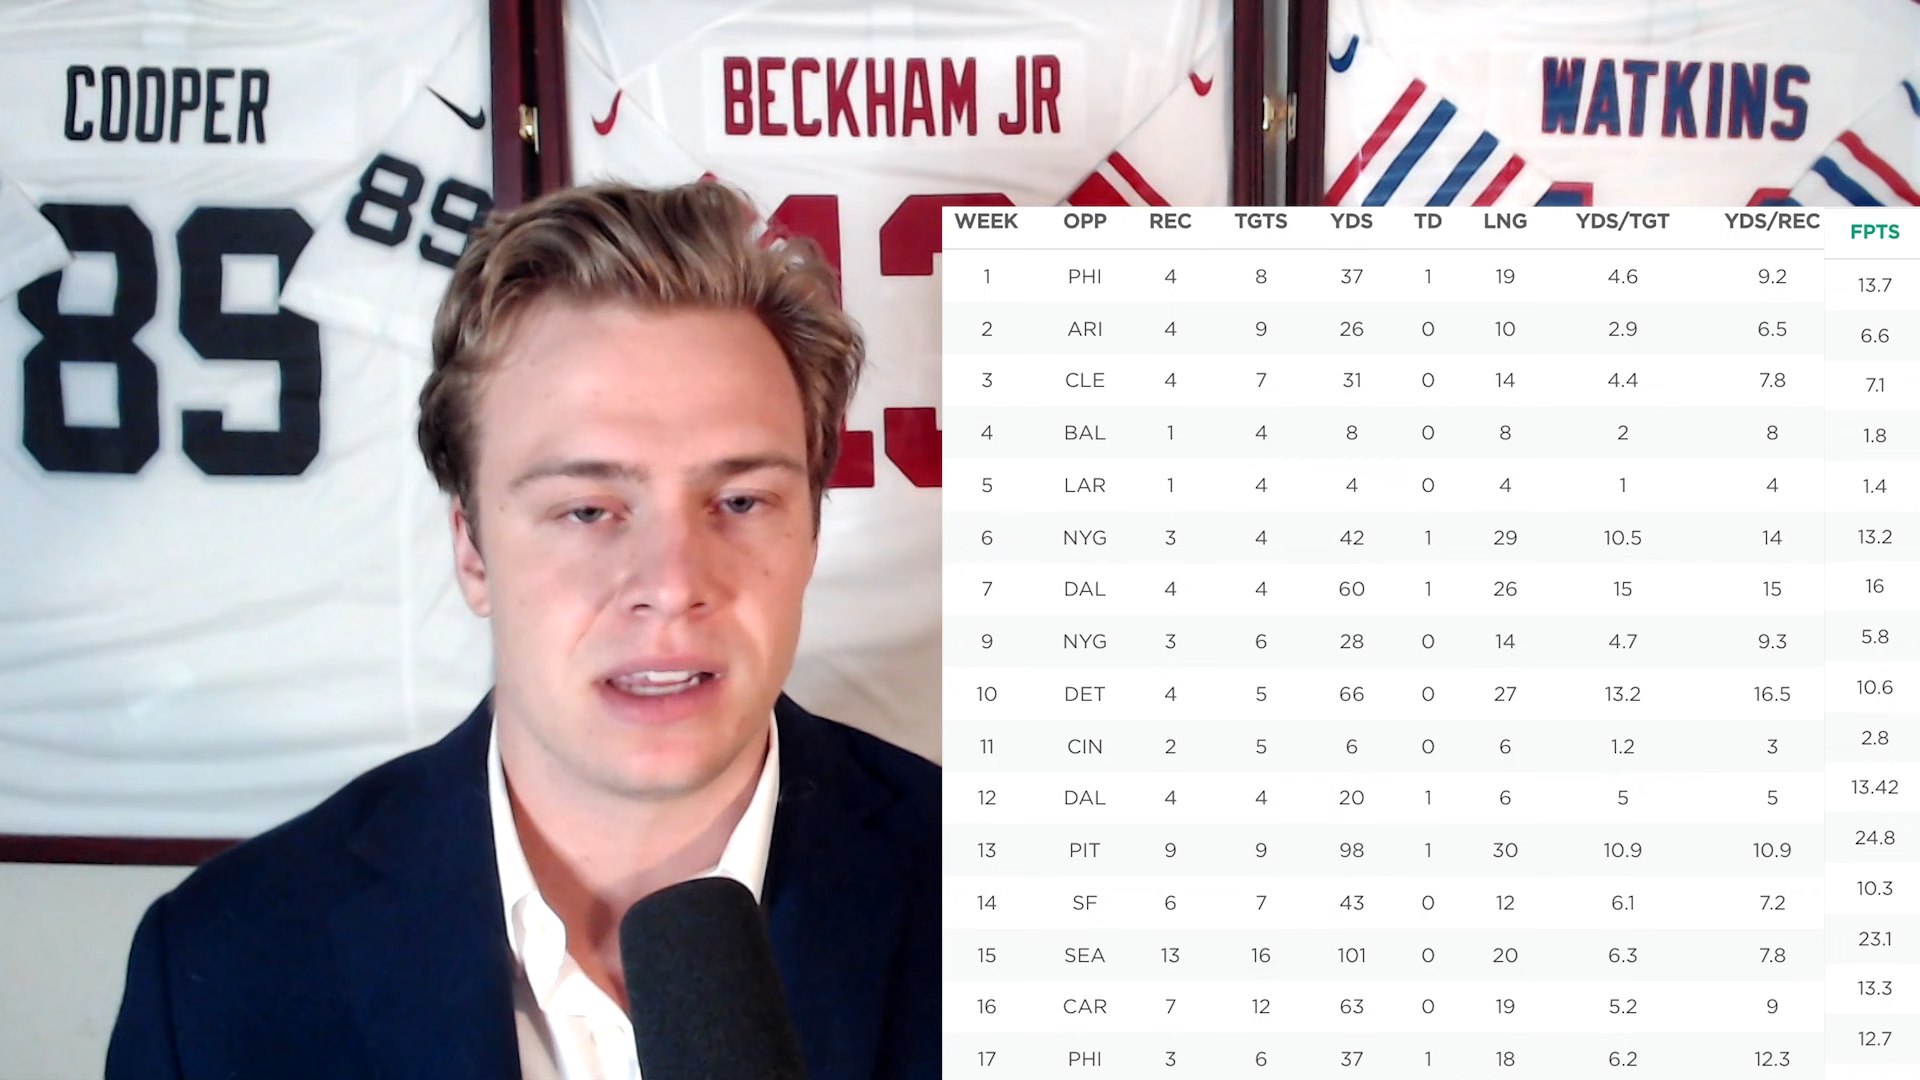 COOPER
BECKHAM JR
WATKINS
89
89
13
WEEK OPP REC TGTS YDS TD LNG YDS/TGT YDS/REC FPTS
1 PHI 4 8 37 1 19 4.6 9.2 13.7
2 ARI 4 9 26 0 10 2.9 6.5 6.6
3 CLE 4 7 31 0 14 4.4 7.8 7.1
4 BAL 1 4 8 0 8 2 8 1.8
5 LAR 1 4 4 0 4 1 4 1.4
6 NYG 3 4 42 1 29 10.5 14 13.2
7 DAL 4 4 60 1 26 15 15 16
9 NYG 3 6 28 0 14 4.7 9.3 5.8
10 DET 4 5 66 0 27 13.2 16.5 10.6
11 CIN 2 5 6 0 6 1.2 3 2.8
12 DAL 4 4 20 1 6 5 5 13.42
13 PIT 9 9 98 1 30 10.9 10.9 24.8
14 SF 6 7 43 0 12 6.1 7.2 10.3
15 SEA 13 16 101 0 20 6.3 7.8 23.1
16 CAR 7 12 63 0 19 5.2 9 13.3
17 PHI 3 6 37 1 18 6.2 12.3 12.7